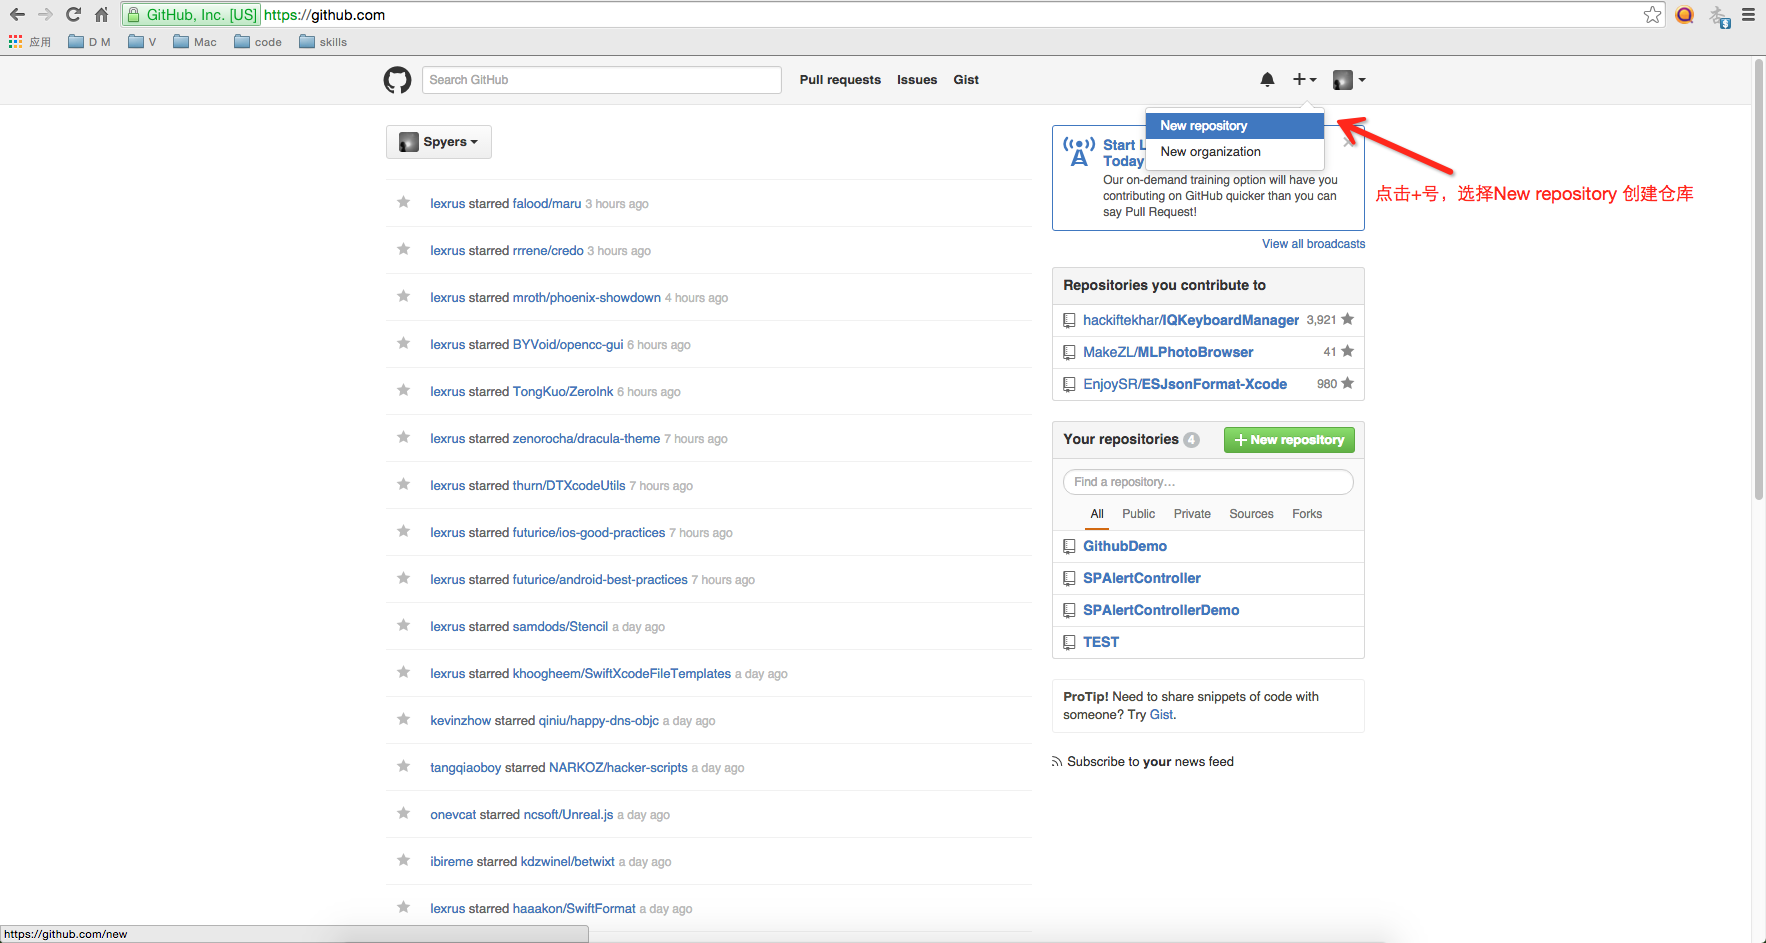 GitHub, Inc. [US] https://github.com
应用 D M V Mac code skills
Search GitHub Pull requests Issues Gist
New repository
New organization
点击+号，选择New repository 创建仓库
Spyers
lexrus starred falood/maru 3 hours ago
lexrus starred rrrene/credo 3 hours ago
lexrus starred mroth/phoenix-showdown 4 hours ago
lexrus starred BYVoid/opencc-gui 6 hours ago
lexrus starred TongKuo/ZeroInk 6 hours ago
lexrus starred zenorocha/dracula-theme 7 hours ago
lexrus starred thurn/DTXcodeUtils 7 hours ago
lexrus starred futurice/ios-good-practices 7 hours ago
lexrus starred futurice/android-best-practices 7 hours ago
lexrus starred samdods/Stencil a day ago
lexrus starred khoogheem/SwiftXcodeFileTemplates a day ago
kevinzhow starred qiniu/happy-dns-objc a day ago
tangqiaoboy starred NARKOZ/hacker-scripts a day ago
onevcat starred ncsoft/Unreal.js a day ago
ibireme starred kdzwinel/betwixt a day ago
lexrus starred haaakon/SwiftFormat a day ago
Start L
Today
Our on-demand training option will have you
contributing on GitHub quicker than you can
say Pull Request!
View all broadcasts
Repositories you contribute to
hackiftekhar/IQKeyboardManager 3,921
MakeZL/MLPhotoBrowser 41
EnjoySR/ESJsonFormat-Xcode 980
Your repositories 4 New repository
Find a repository…
All Public Private Sources Forks
GithubDemo
SPAlertController
SPAlertControllerDemo
TEST
ProTip! Need to share snippets of code with
someone? Try Gist.
Subscribe to your news feed
https://github.com/new